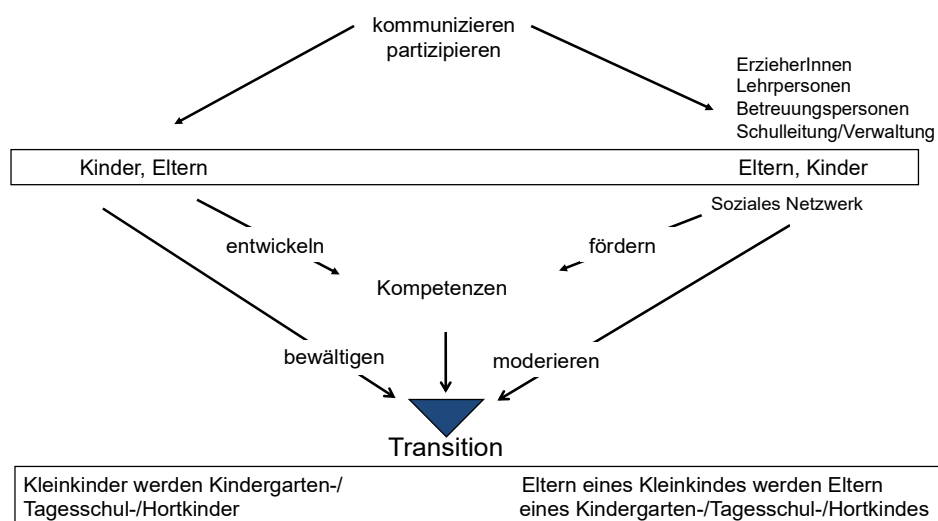 kommunizieren
partizipieren
ErzieherInnen
Lehrpersonen
Betreuungspersonen
Schulleitung/Verwaltung
Kinder, Eltern
Eltern, Kinder
Soziales Netzwerk
entwickeln
fördern
Kompetenzen
bewältigen
moderieren
Transition
Kleinkinder werden Kindergarten-/
Tagesschul-/Hortkinder
Eltern eines Kleinkindes werden Eltern
eines Kindergarten-/Tagesschul-/Hortkindes